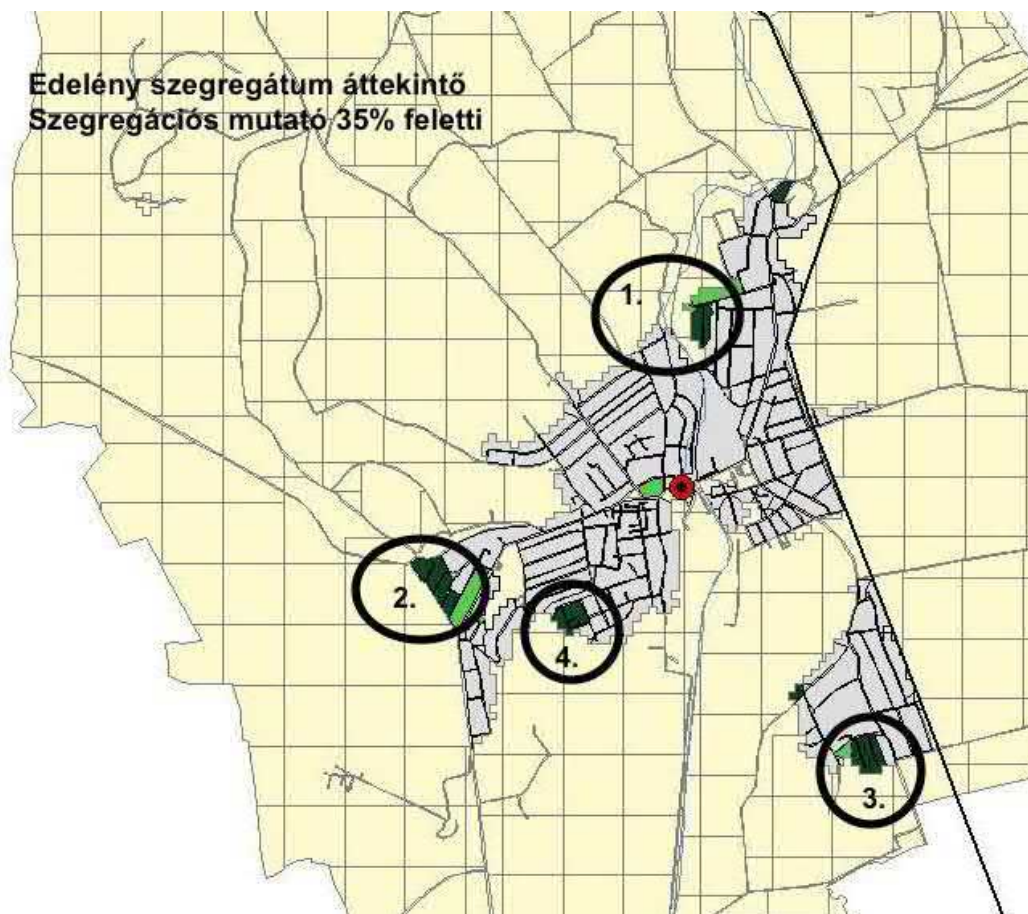 Edelény szegregátum áttekintő
Szegregációs mutató 35% feletti
1.
2.
4.
3.